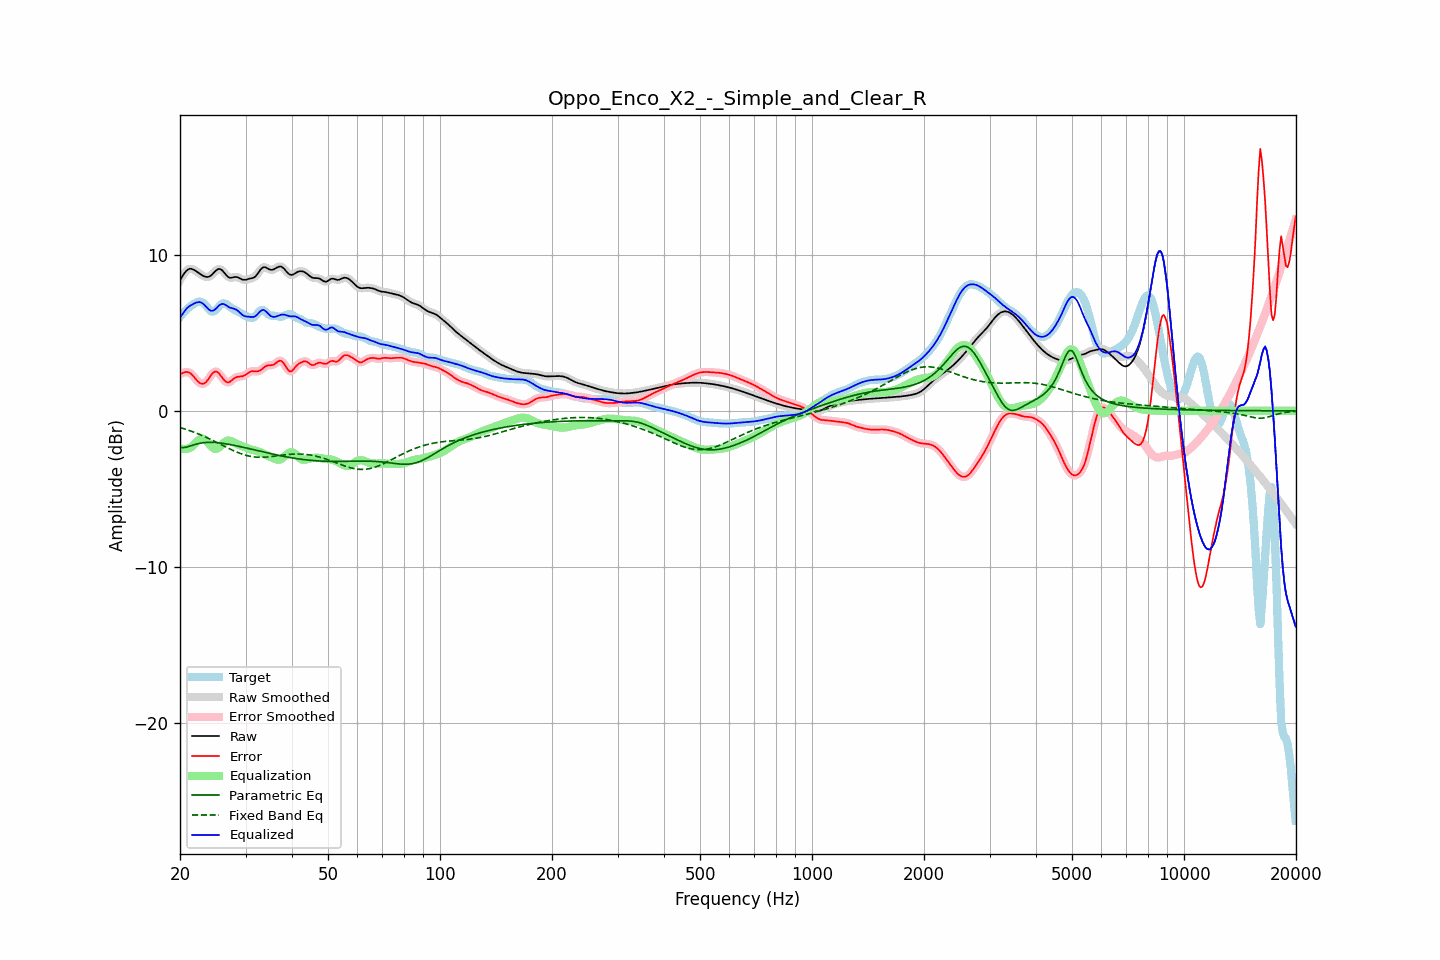 Oppo_Enco_X2_-_Simple_and_Clear_R
Amplitude (dBr)
10
0
−10
−20
Target
Raw Smoothed
Error Smoothed
Raw
Error
Equalization
Parametric Eq
Fixed Band Eq
Equalized
20 50 100 200 500 1000 2000 5000 10000 20000
Frequency (Hz)